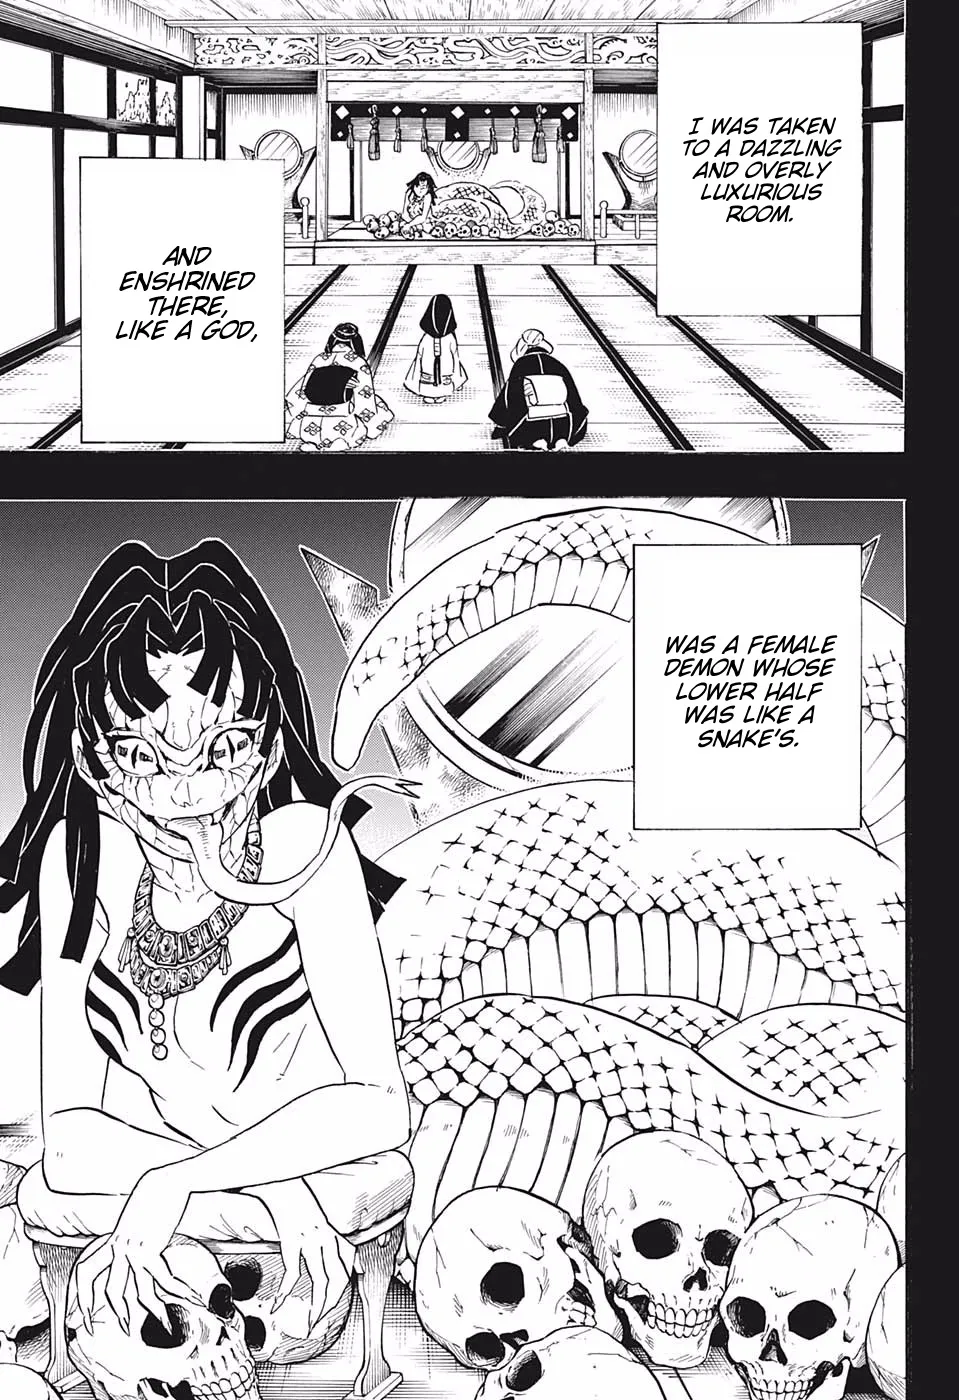 I WAS TAKEN
TO A DAZZLING
AND OVERLY
LUXURIOUS
ROOM.
AND
ENSHRINED
THERE,
LIKE A GOD,
WAS A FEMALE
DEMON WHOSE
LOWER HALF
WAS LIKE A
SNAKE'S.